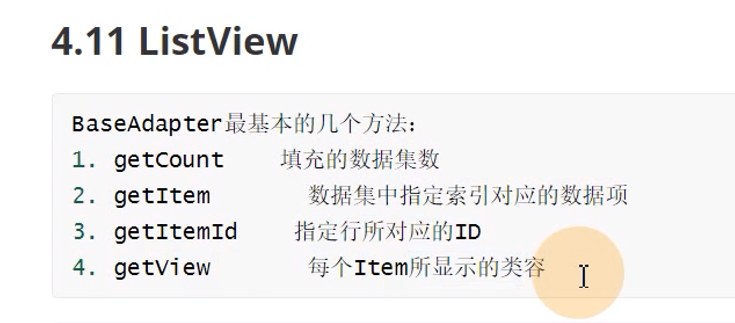 4.11 ListView
BaseAdapter最基本的几个方法：
1. getCount 填充的数据集数
2. getItem 数据集中指定索引对应的数据项
3. getItemId 指定行所对应的ID
4. getView 每个Item所显示的类容